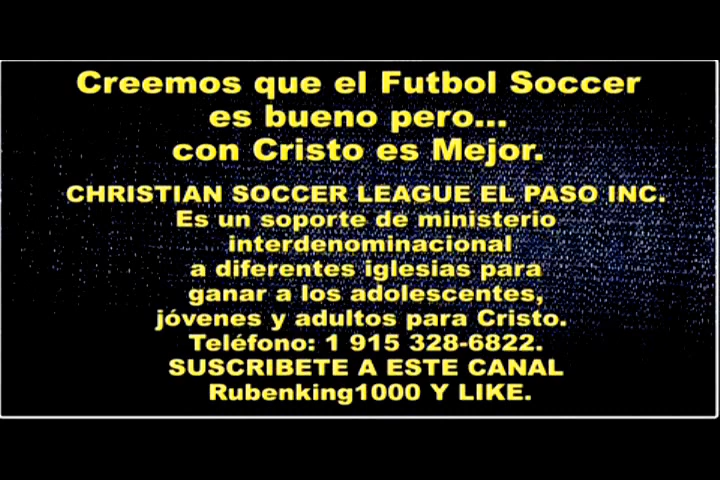 Creemos que el Futbol Soccer
es bueno pero...
con Cristo es Mejor.
CHRISTIAN SOCCER LEAGUE EL PASO INC.
Es un soporte de ministerio
interdenominacional
a diferentes iglesias para
ganar a los adolescentes,
jóvenes y adultos para Cristo.
Teléfono: 1 915 328-6822.
SUSCRIBETE A ESTE CANAL
Rubenking1000 Y LIKE.